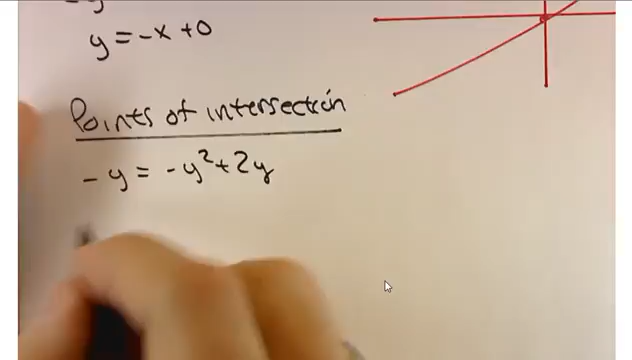 y = -x + 0
Points of intersection
- y = - y² + 2y